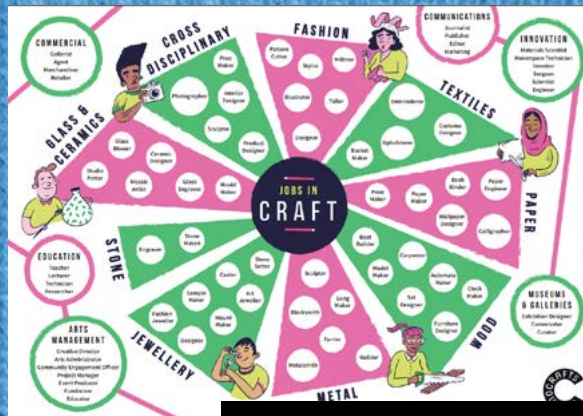 COMMERCIAL
Gallerist
Agent
Merchandiser
Retailer
CROSS
DISCIPLINARY
Prop
Maker
Photographer
Interior
Designer
Sculptor
Product
Designer
FASHION
Pattern
Cutter
Stylist
Milliner
Illustrator
Tailor
Designer
COMMUNICATIONS
Journalist
Publisher
Editor
Marketing
INNOVATION
Materials Scientist
Makerspace Technician
Inventor
Surgeon
Scientist
Engineer
TEXTILES
Embroiderer
Costume
Designer
Upholsterer
Basket
Maker
GLASS &
CERAMICS
Glass
Blower
Ceramic
Designer
Studio
Potter
Mosaic
Artist
Glass
Engraver
Mould
Maker
JOBS IN
CRAFT
PAPER
Book
Binder
Paper
Engineer
Print
Maker
Paper
Maker
Wallpaper
Designer
Calligrapher
STONE
Engraver
Stone
Mason
EDUCATION
Teacher
Lecturer
Technician
Researcher
ARTS
MANAGEMENT
Creative Director
Arts Administrator
Community Engagement Officer
Project Manager
Event Producer
Fundraiser
Educator
JEWELLERY
Stone
Setter
Caster
Sample
Maker
Art
Jeweller
Fashion
Jeweller
Mount
Maker
Designer
METAL
Sculptor
Gong
Maker
Blacksmith
Farrier
Metalsmith
Welder
WOOD
Boat
Builder
Carpenter
Model
Maker
Automata
Maker
Clock
Maker
Set
Designer
Furniture
Designer
MUSEUMS
& GALLERIES
Exhibition Designer
Conservator
Curator
CRAFTS